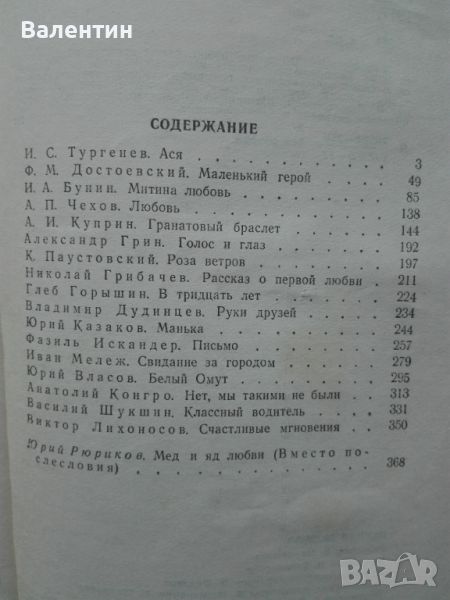 Валентин
СОДЕРЖАНИЕ
И. С. Тургенев. Ася . . . . . . . . . . 3
Ф. М. Достоевский. Маленький герой . . . . 49
И. А. Бунин. Митина любовь . . . . . . . 85
А. П. Чехов. Любовь . . . . . . . . . . 138
А. И. Куприн. Гранатовый браслет . . . . . 144
Александр Грин. Голос и глаз . . . . . . 192
К. Паустовский. Роза ветров . . . . . . . 197
Николай Грибачев. Рассказ о первой любви . 211
Глеб Горышин. В тридцать лет . . . . . . 224
Владимир Дудинцев. Руки друзей . . . . . 234
Юрий Казаков. Манька . . . . . . . . . 244
Фазиль Искандер. Письмо . . . . . . . . 257
Иван Мележ. Свидание за городом . . . . . 279
Юрий Власов. Белый Омут . . . . . . . . 295
Анатолий Конгро. Нет, мы такими не были . 313
Василий Шукшин. Классный водитель . . . . 331
Виктор Лихоносов. Счастливые мгновения . . 350
Юрий Рюриков. Мед и яд любви (Вместо по-
слесловия) . . . . . . . . . . . . . 368
BAZAR